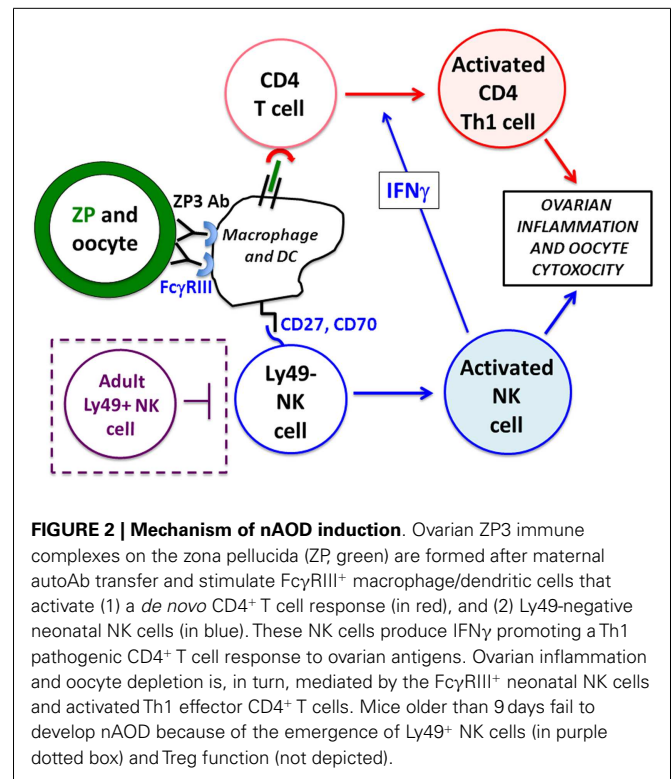 CD4
T cell
Activated
CD4
Th1 cell
ZP3 Ab
ZP and
oocyte
IFNγ
Macrophage
and DC
OVARIAN
INFLAMMATION
AND OOCYTE
CYTOXOCITY
FcγRIII
CD27, CD70
Adult
Ly49+ NK
cell
Ly49-
NK
cell
Activated
NK
cell
FIGURE 2 | Mechanism of nAOD induction. Ovarian ZP3 immune
complexes on the zona pellucida (ZP, green) are formed after maternal
autoAb transfer and stimulate FcγRIII+ macrophage/dendritic cells that
activate (1) a de novo CD4+ T cell response (in red), and (2) Ly49-negative
neonatal NK cells (in blue). These NK cells produce IFNγ promoting a Th1
pathogenic CD4+ T cell response to ovarian antigens. Ovarian inflammation
and oocyte depletion is, in turn, mediated by the FcγRIII+ neonatal NK cells
and activated Th1 effector CD4+ T cells. Mice older than 9 days fail to
develop nAOD because of the emergence of Ly49+ NK cells (in purple
dotted box) and Treg function (not depicted).